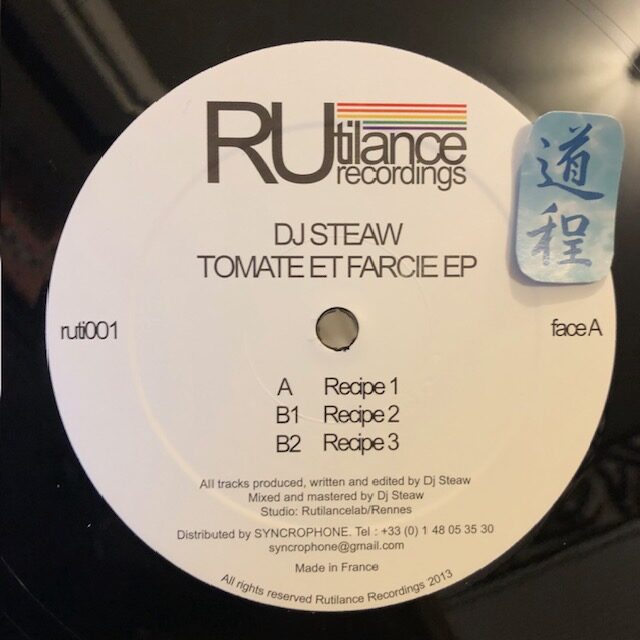 RUtilance
recordings
道程
DJ STEAW
TOMATE ET FARCIE EP
ruti001
face A
A Recipe 1
B1 Recipe 2
B2 Recipe 3
All tracks produced, written and edited by Dj Steaw
Mixed and mastered by Dj Steaw
Studio: Rutilancelab/Rennes
Distributed by SYNCROPHONE. Tel : +33 (0) 1 48 05 35 30
syncrophone@gmail.com
Made in France
All rights reserved Rutilance Recordings 2013